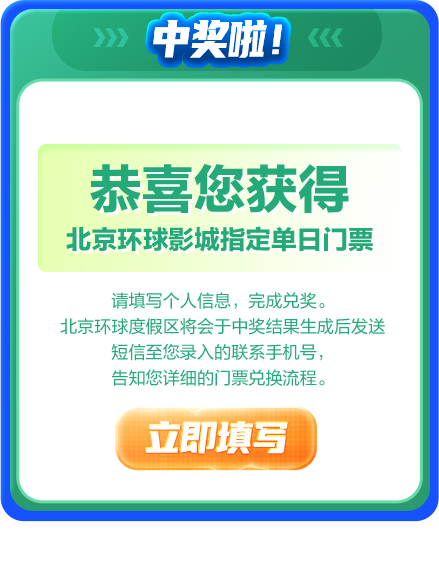 中奖啦！
恭喜您获得
北京环球影城指定单日门票
请填写个人信息，完成兑奖。
北京环球度假区将会于中奖结果生成后发送
短信至您录入的联系手机号，
告知您详细的门票兑换流程。
立即填写